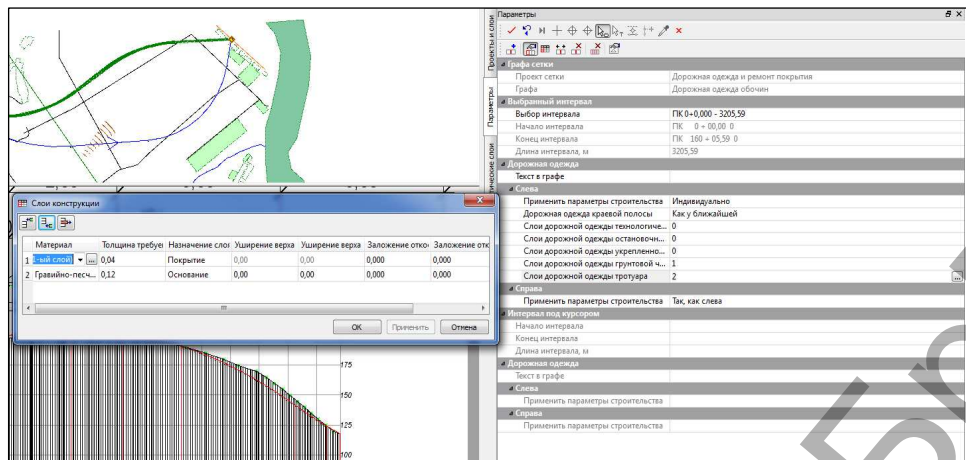 Параметры
Проекты и слои
Параметры
Графа сетки
Проект сетки Дорожная одежда и ремонт покрытия
Графа Дорожная одежда обочин
Выбранный интервал
Выбор интервала ПК 0+0,000 - 3205,59
Начало интервала ПК 0 + 00,00 0
Конец интервала ПК 160 + 05,59 0
Длина интервала, м 3205,59
Дорожная одежда
Текст в графе
Слева
Применить параметры строительства Индивидуально
Дорожная одежда краевой полосы Как у ближайшей
Слои дорожной одежды технологиче... 0
Слои дорожной одежды остановочн... 0
Слои дорожной одежды укрепленно... 0
Слои дорожной одежды грунтовой ч... 1
Слои дорожной одежды тротуара 2 ...
Справа
Применить параметры строительства Так, как слева
Интервал под курсором
Начало интервала
Конец интервала
Длина интервала, м
Дорожная одежда
Текст в графе
Слева
Применить параметры строительства
Справа
Применить параметры строительства
Слои конструкции
Материал Толщина требуе Назначение слоя Уширение верха Уширение верха Заложение отко Заложение отк
1 -ый слой) ... 0,04 Покрытие 0,00 0,00 0,000 0,000
2 Гравийно-песч... 0,12 Основание 0,00 0,00 0,000 0,000
ОК Применить Отмена
175
150
125
100